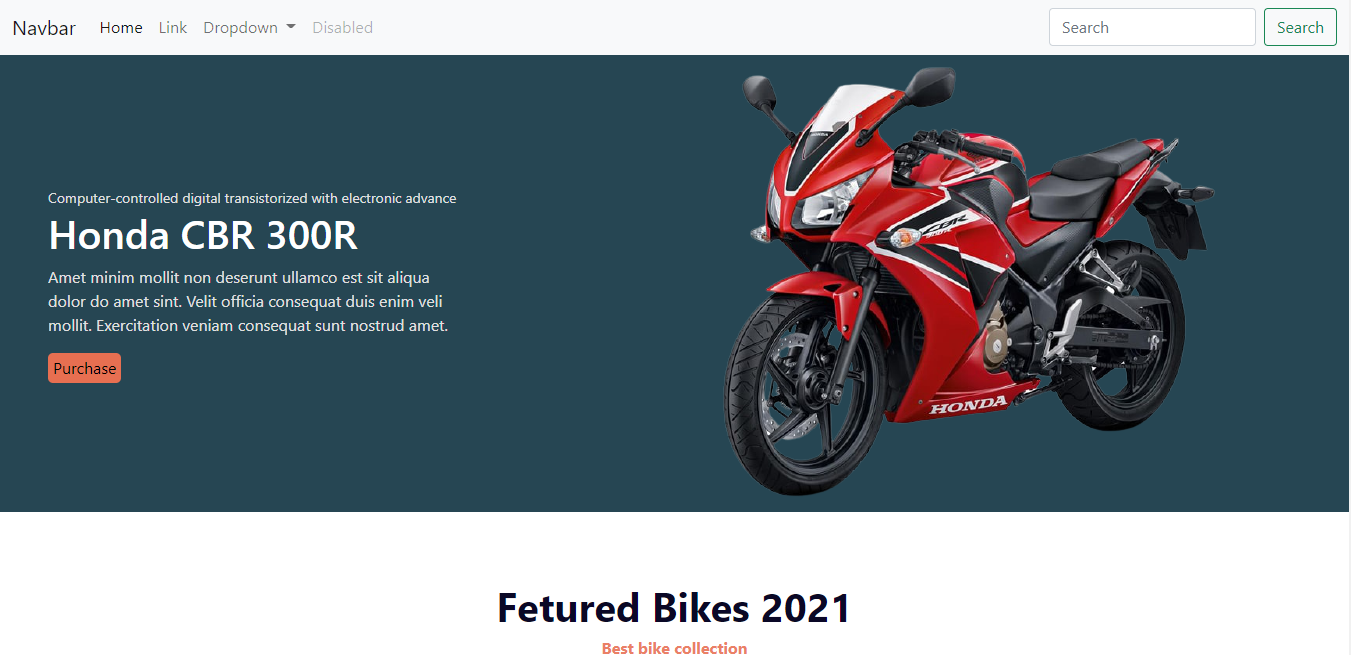 Navbar Home Link Dropdown Disabled Search Search
Computer-controlled digital transistorized with electronic advance
Honda CBR 300R
Amet minim mollit non deserunt ullamco est sit aliqua
dolor do amet sint. Velit officia consequat duis enim veli
mollit. Exercitation veniam consequat sunt nostrud amet.
Purchase
HONDA
Fetured Bikes 2021
Best bike collection